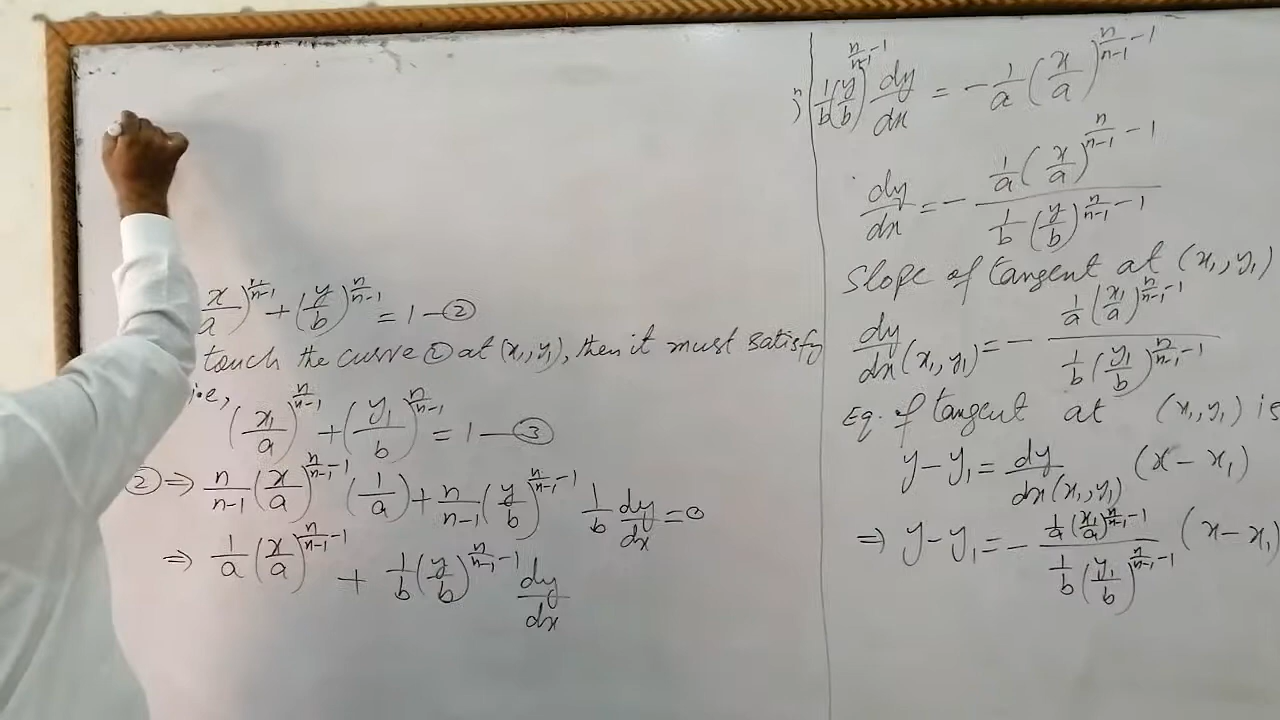 (x/a)^(n/(n-1)) + (y/b)^(n/(n-1)) = 1 — ②
touch the curve ② at (x₁, y₁), then it must satisfy
i.e., (x₁/a)^(n/(n-1)) + (y₁/b)^(n/(n-1)) = 1 — ③
② ⇒ n/(n-1) (x/a)^(n/(n-1) - 1) (1/a) + n/(n-1) (y/b)^(n/(n-1) - 1) 1/b dy/dx = 0
⇒ 1/a (x/a)^(n/(n-1) - 1) + 1/b (y/b)^(n/(n-1) - 1) dy/dx
1/b (y/b)^(n/(n-1) - 1) dy/dx = - 1/a (x/a)^(n/(n-1) - 1)
dy/dx = - (1/a (x/a)^(n/(n-1) - 1)) / (1/b (y/b)^(n/(n-1) - 1))
Slope of tangent at (x₁, y₁)
dy/dx (x₁, y₁) = - (1/a (x₁/a)^(n/(n-1) - 1)) / (1/b (y₁/b)^(n/(n-1) - 1))
Eq. of tangent at (x₁, y₁) is
y - y₁ = dy/dx (x₁, y₁) (x - x₁)
⇒ y - y₁ = - (1/a (x₁/a)^(n/(n-1) - 1)) / (1/b (y₁/b)^(n/(n-1) - 1)) (x - x₁)